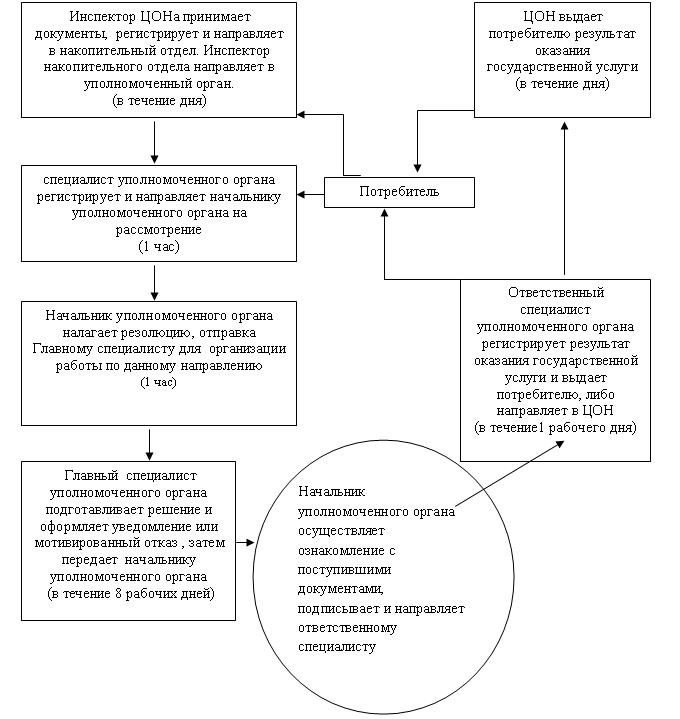 Инспектор ЦОНа принимает
документы, регистрирует и направляет
в накопительный отдел. Инспектор
накопительного отдела направляет в
уполномоченный орган.
(в течение дня)
ЦОН выдает
потребителю результат
оказания
государственной услуги
(в течение дня)
специалист уполномоченного органа
регистрирует и направляет начальнику
уполномоченного органа на
рассмотрение
(1 час)
Потребитель
Начальник уполномоченного органа
налагает резолюцию, отправка
Главному специалисту для организации
работы по данному направлению
(1 час)
Ответственный
специалист
уполномоченного органа
регистрирует результат
оказания государственной
услуги и выдает
потребителю, либо
направляет в ЦОН
(в течение1 рабочего дня)
Главный специалист
уполномоченного органа
подготавливает решение и
оформляет уведомление или
мотивированный отказ , затем
передает начальнику
уполномоченного органа
(в течение 8 рабочих дней)
Начальник
уполномоченного органа
осуществляет
ознакомление с
поступившими
документами,
подписывает и направляет
ответственному
специалисту